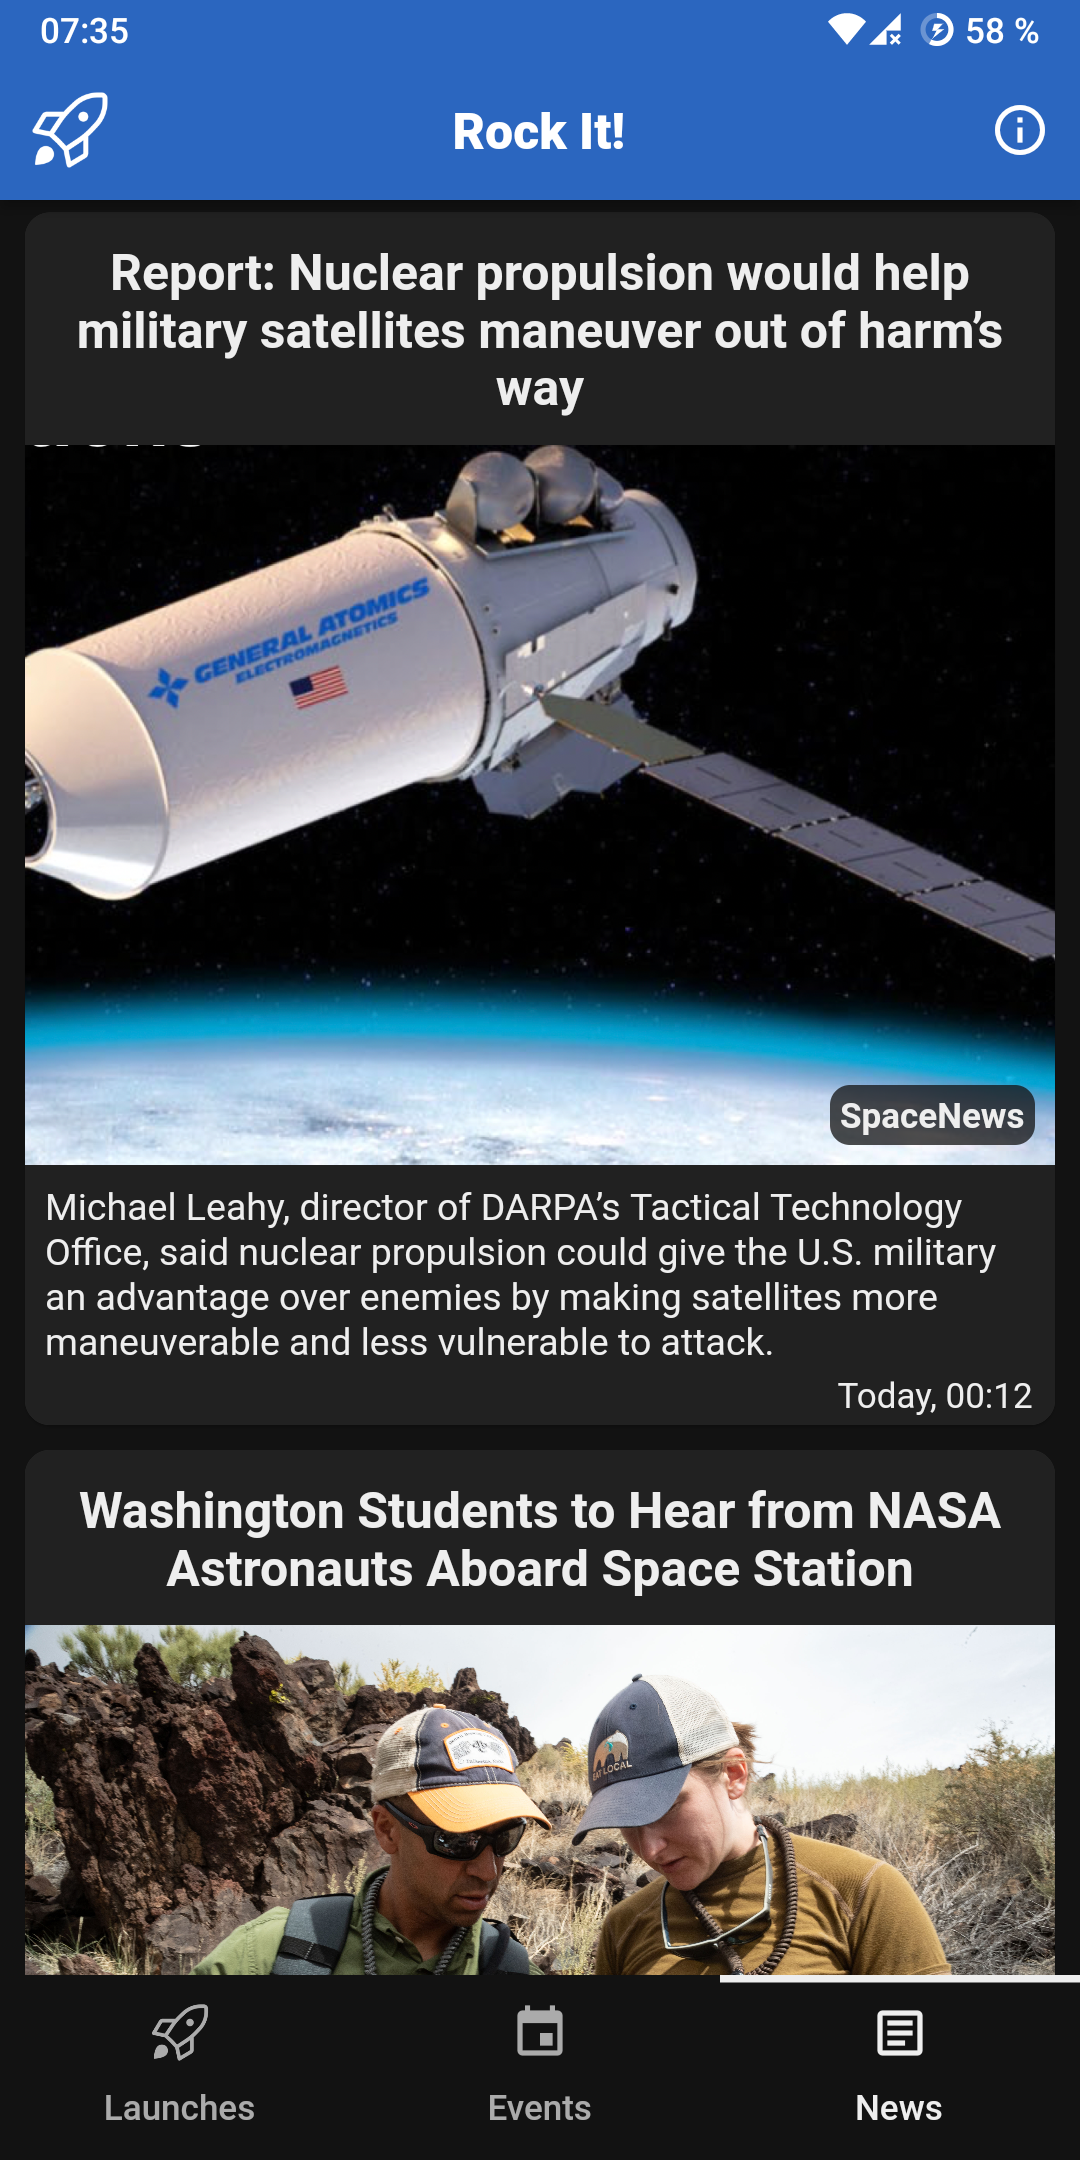 07:35
58 %
Rock It!
Report: Nuclear propulsion would help
military satellites maneuver out of harm’s
way
GENERAL ATOMICS
ELECTROMAGNETICS
SpaceNews
Michael Leahy, director of DARPA’s Tactical Technology
Office, said nuclear propulsion could give the U.S. military
an advantage over enemies by making satellites more
maneuverable and less vulnerable to attack.
Today, 00:12
Washington Students to Hear from NASA
Astronauts Aboard Space Station
EAT LOCAL
Launches
Events
News